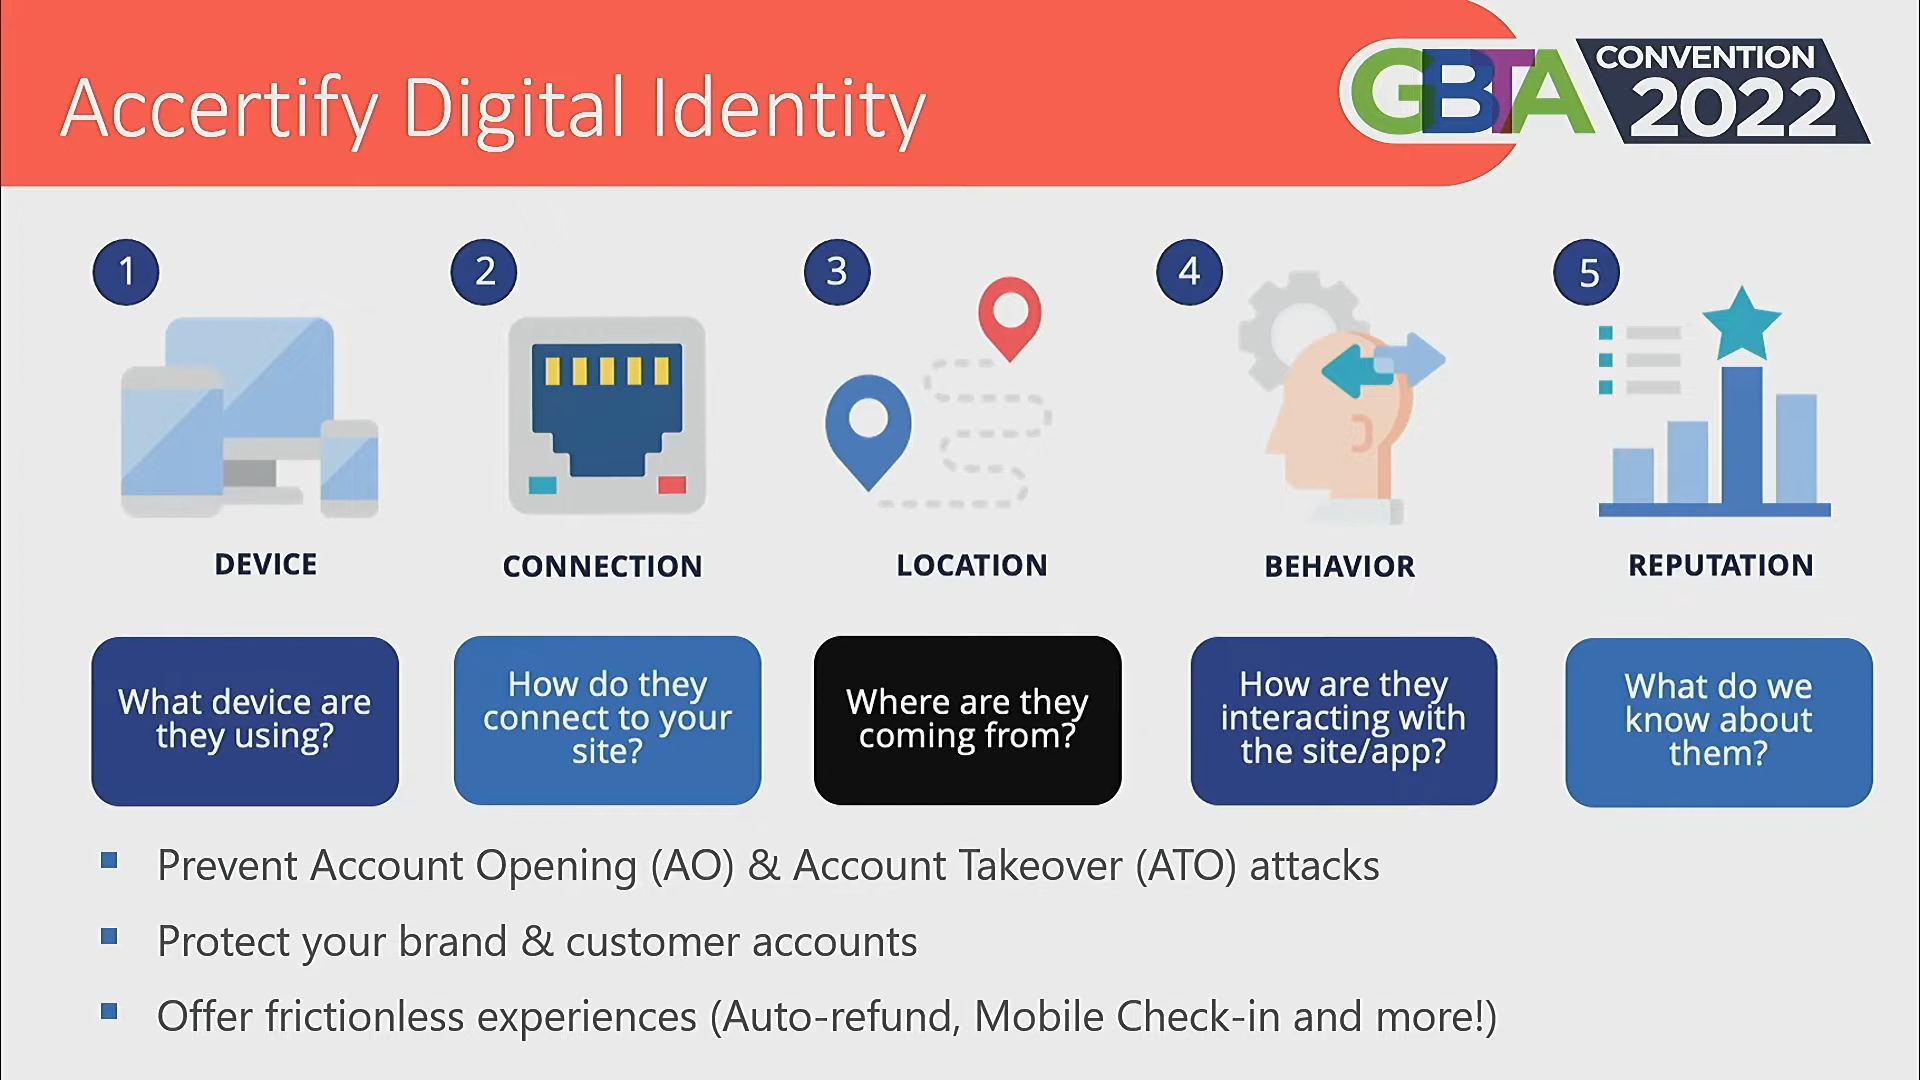 Accertify Digital Identity
GBTA
CONVENTION
2022
1
2
3
4
5
DEVICE
CONNECTION
LOCATION
BEHAVIOR
REPUTATION
What device are
they using?
How do they
connect to your
site?
Where are they
coming from?
How are they
interacting with
the site/app?
What do we
know about
them?
Prevent Account Opening (AO) & Account Takeover (ATO) attacks
Protect your brand & customer accounts
Offer frictionless experiences (Auto-refund, Mobile Check-in and more!)